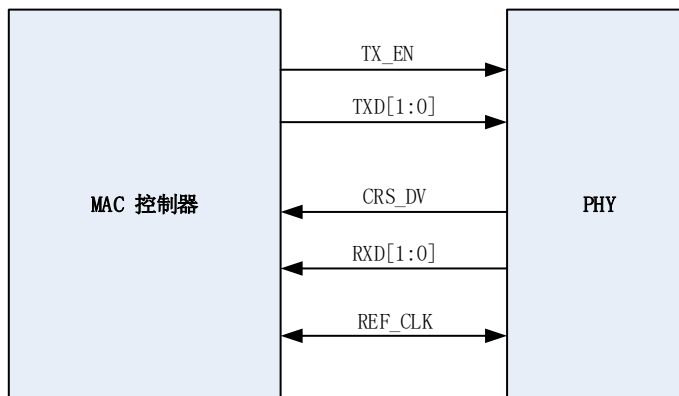 TX_EN
TXD[1:0]
MAC 控制器
CRS_DV
PHY
RXD[1:0]
REF_CLK